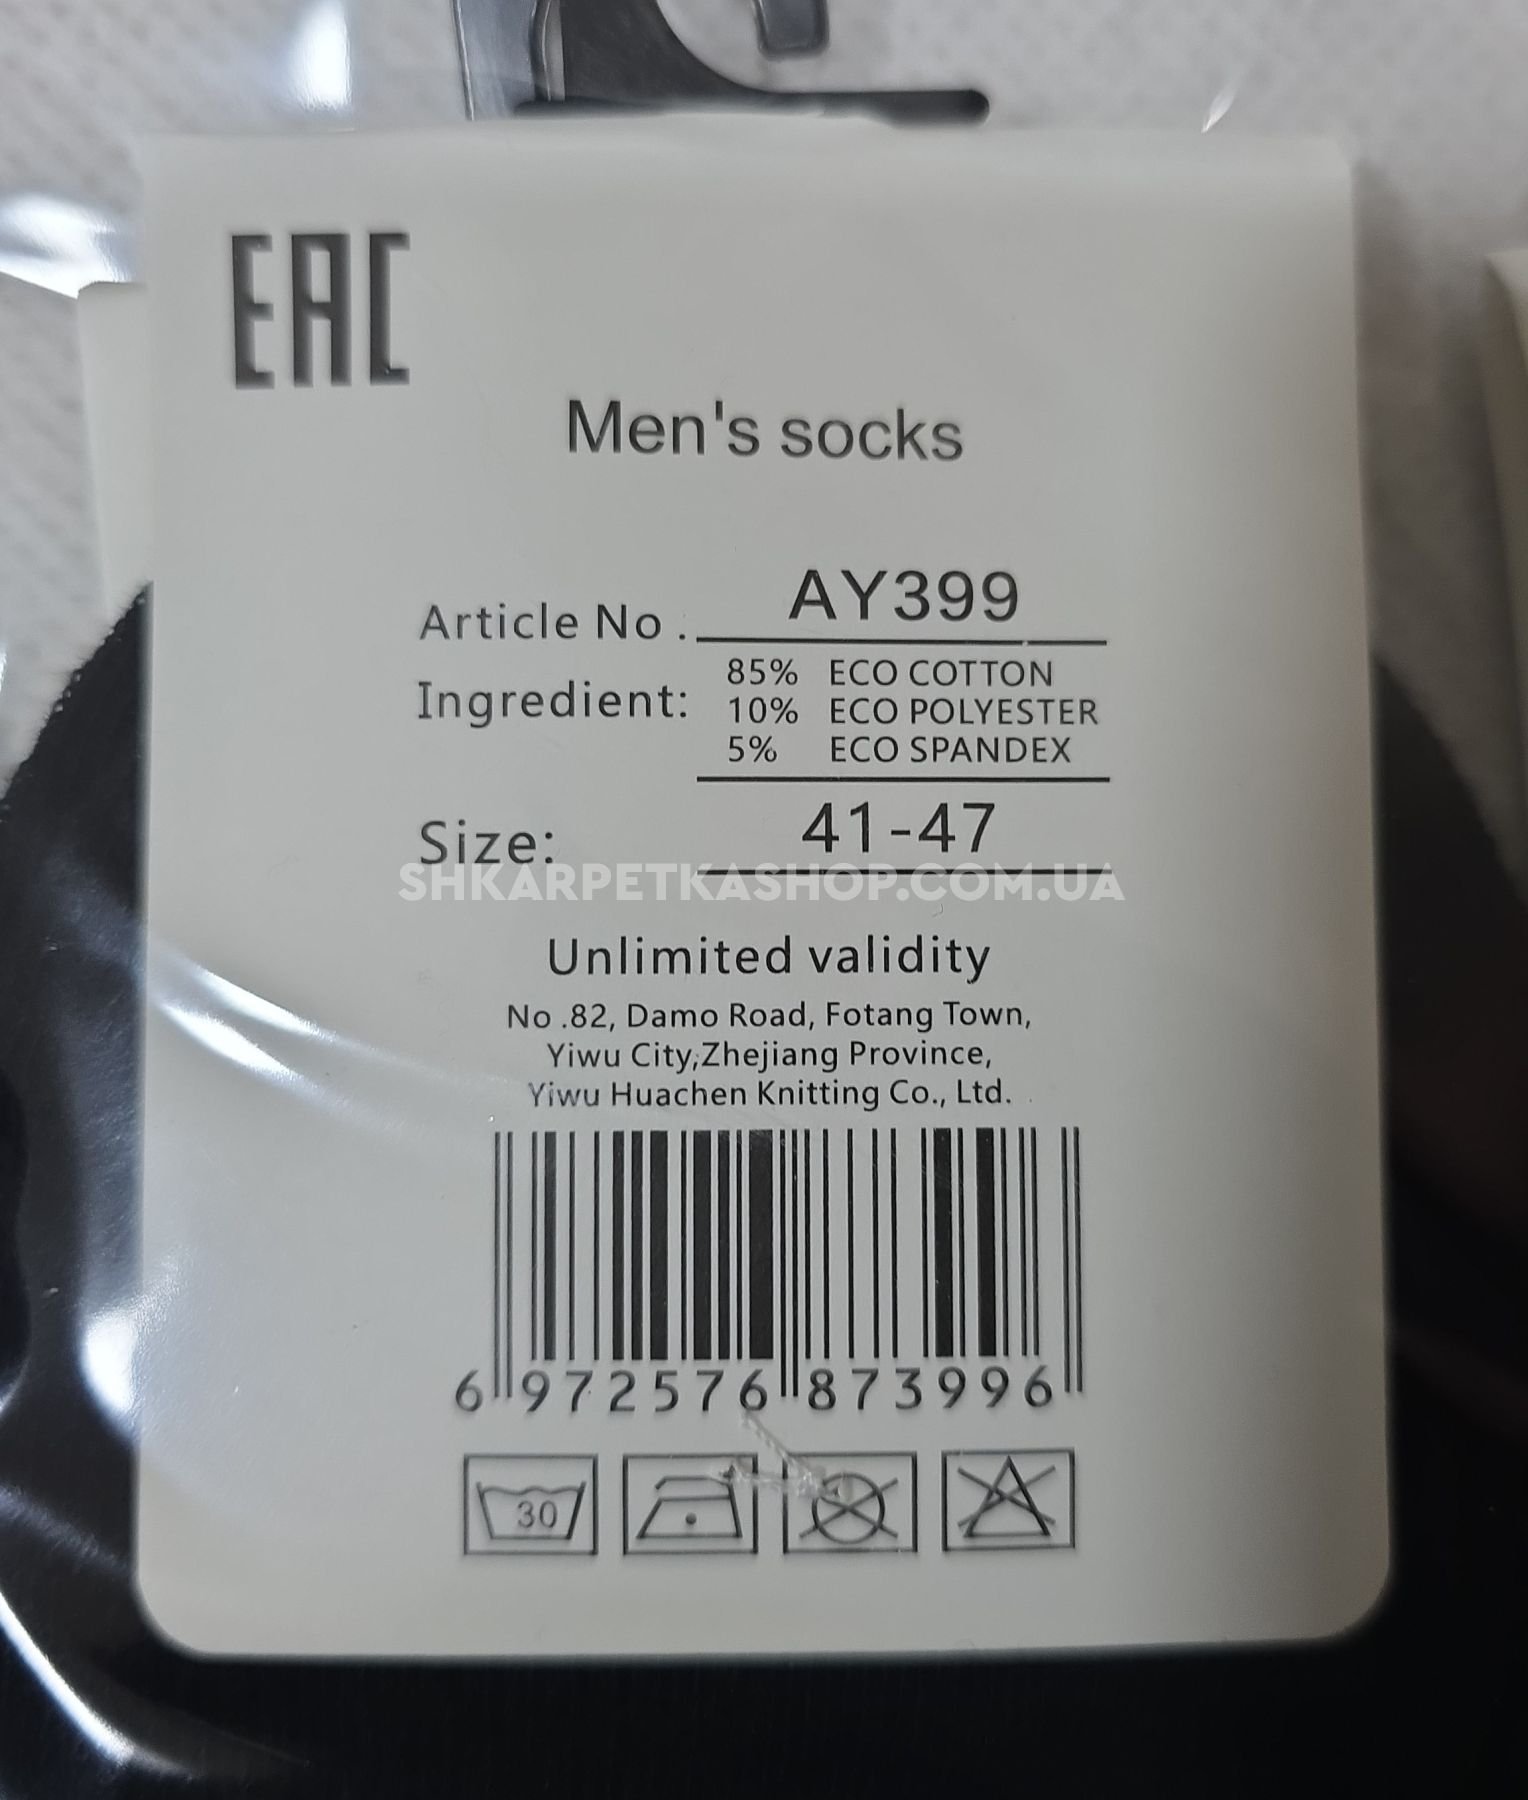 EAC
Men's socks
Article No . AY399
Ingredient: 85% ECO COTTON
10% ECO POLYESTER
5% ECO SPANDEX
Size: 41-47
SHKARPETKASHOP.COM.UA
Unlimited validity
No .82, Damo Road, Fotang Town,
Yiwu City,Zhejiang Province,
Yiwu Huachen Knitting Co., Ltd.
6 972576 873996
30